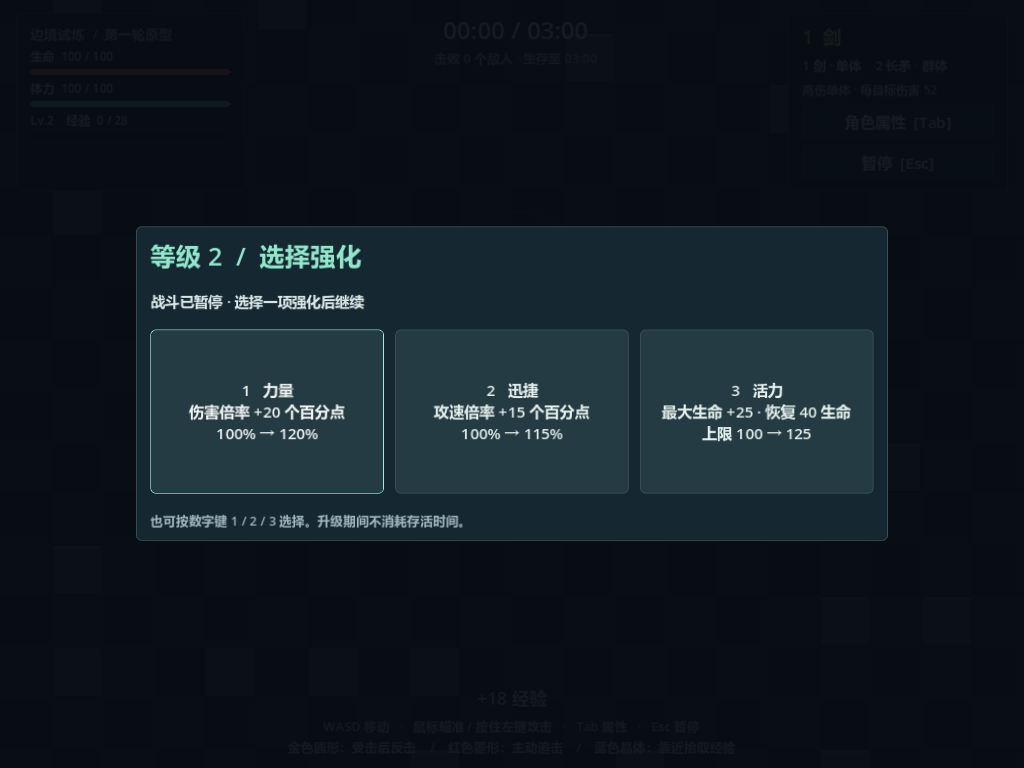 边境试炼 / 第一轮原型
生命 100 / 100
体力 100 / 100
Lv.2 经验 0 / 28
00:00 / 03:00
击败 0 个敌人 · 生存至 03:00
1 剑
1 剑 · 单体 2 长矛 · 群体
高伤单体 · 每目标伤害 52
角色属性 [Tab]
暂停 [Esc]
等级 2 / 选择强化
战斗已暂停 · 选择一项强化后继续
1 力量
伤害倍率 +20 个百分点
100% → 120%
2 迅捷
攻速倍率 +15 个百分点
100% → 115%
3 活力
最大生命 +25 · 恢复 40 生命
上限 100 → 125
也可按数字键 1 / 2 / 3 选择。升级期间不消耗存活时间。
+18 经验
WASD 移动 · 鼠标瞄准 / 按住左键攻击 · Tab 属性 · Esc 暂停
金色圆形：受击后反击 / 红色菱形：主动追击 / 蓝色晶体：靠近拾取经验